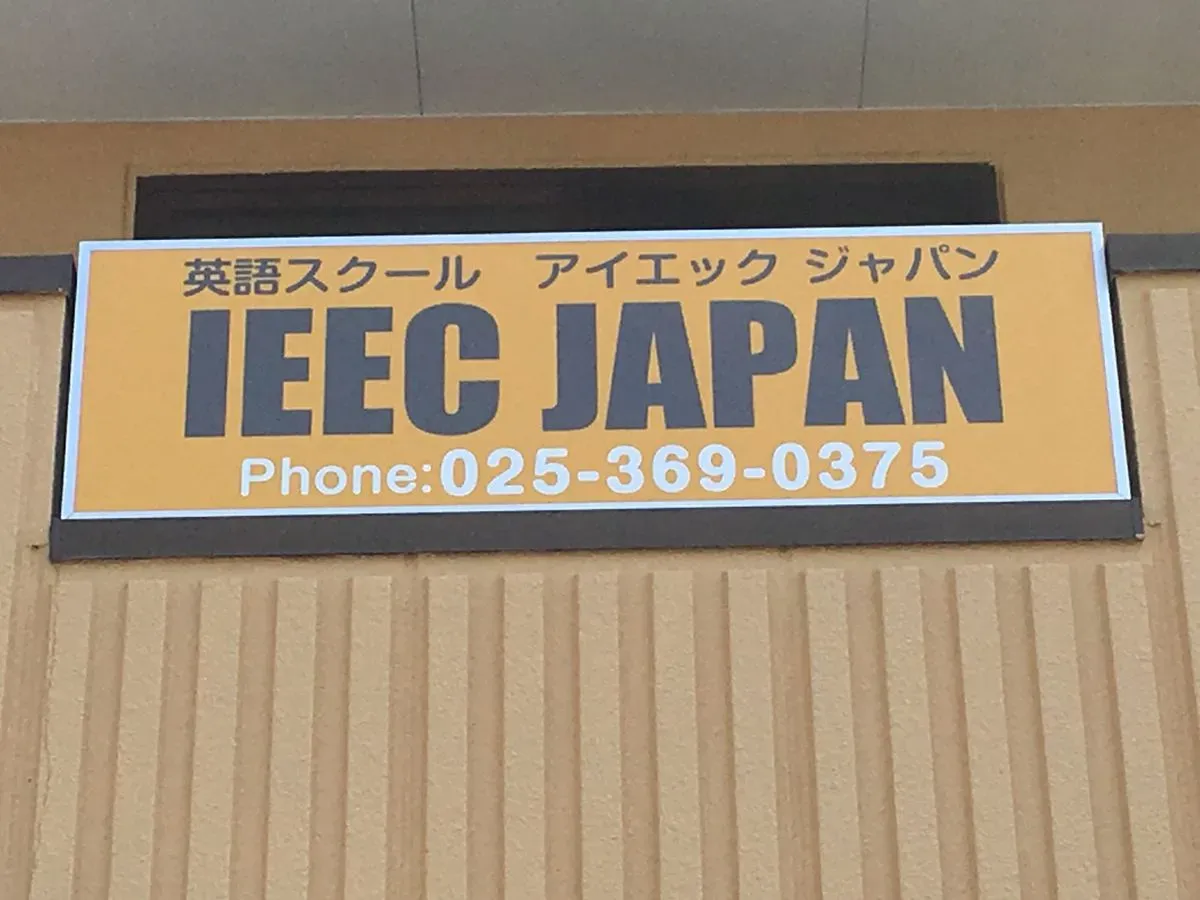 英語スクール　アイエック ジャパン
IEEC JAPAN
Phone:025-369-0375